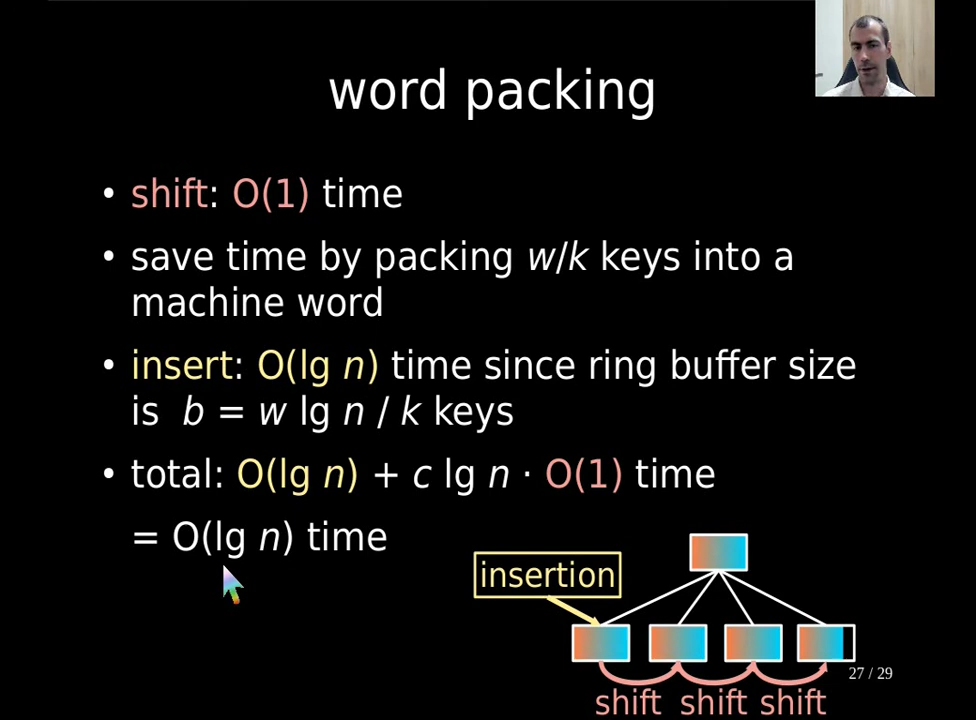 word packing
• shift: O(1) time
• save time by packing w/k keys into a
machine word
• insert: O(lg n) time since ring buffer size
is b = w lg n / k keys
• total: O(lg n) + c lg n · O(1) time
= O(lg n) time
insertion
27 / 29
shift shift shift